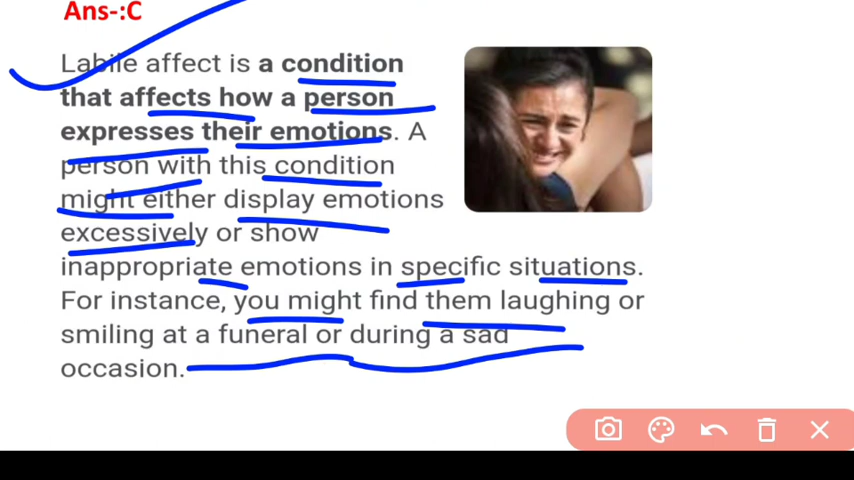 Ans-:C
Labile affect is a condition
that affects how a person
expresses their emotions. A
person with this condition
might either display emotions
excessively or show
inappropriate emotions in specific situations.
For instance, you might find them laughing or
smiling at a funeral or during a sad
occasion.